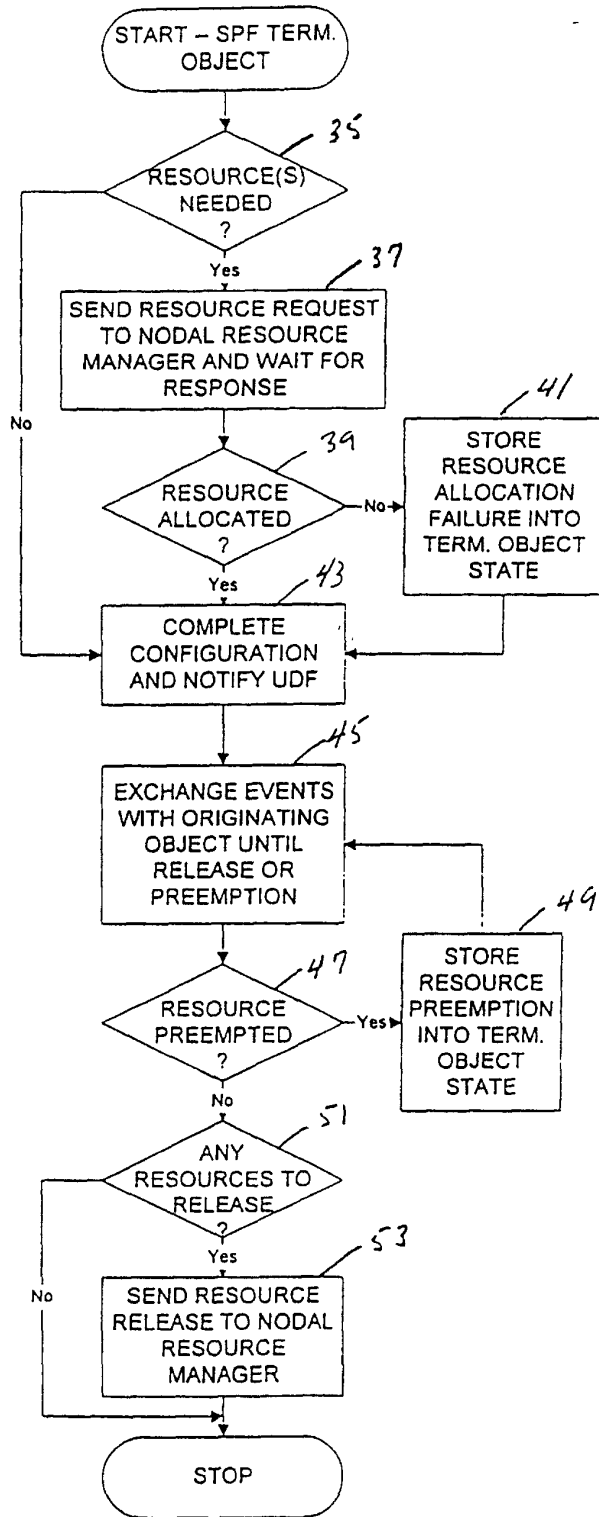 START – SPF TERM.
OBJECT
35
RESOURCE(S)
NEEDED
?
Yes
37
SEND RESOURCE REQUEST
TO NODAL RESOURCE
MANAGER AND WAIT FOR
RESPONSE
No
39
RESOURCE
ALLOCATED
?
No
41
STORE
RESOURCE
ALLOCATION
FAILURE INTO
TERM. OBJECT
STATE
Yes
43
COMPLETE
CONFIGURATION
AND NOTIFY UDF
45
EXCHANGE EVENTS
WITH ORIGINATING
OBJECT UNTIL
RELEASE OR
PREEMPTION
47
RESOURCE
PREEMPTED
?
Yes
49
STORE
RESOURCE
PREEMPTION
INTO TERM.
OBJECT
STATE
No
51
ANY
RESOURCES TO
RELEASE
?
Yes
53
No
SEND RESOURCE
RELEASE TO NODAL
RESOURCE
MANAGER
STOP